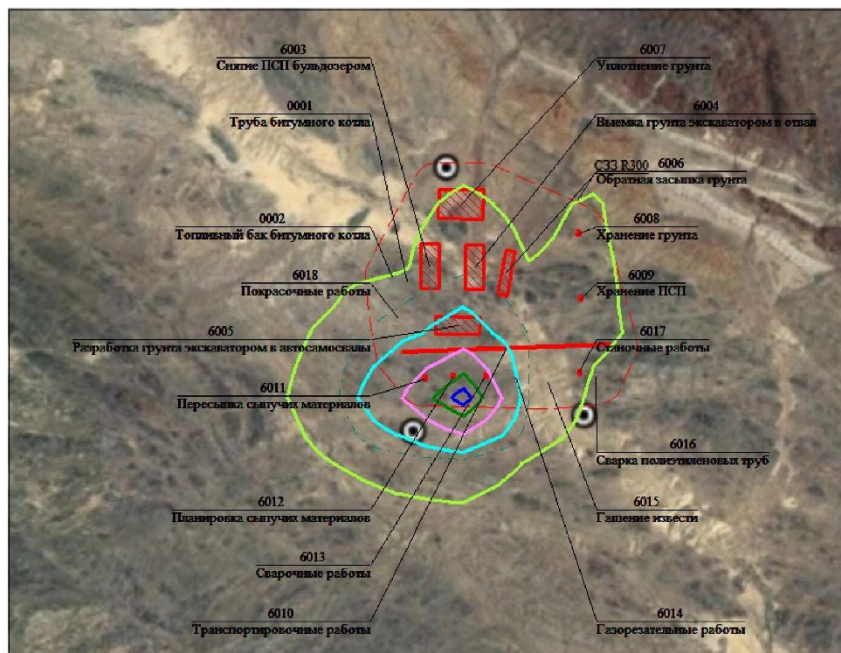 6003
Снятие ПСП бульдозером
6007
Уплотнение грунта
0001
Труба битумного котла
6004
Выемка грунта экскаватором в отвал
СЗЗ R300
6006
Обратная засыпка грунта
0002
Топливный бак битумного котла
6008
Хранение грунта
6018
Покрасочные работы
6009
Хранение ПСП
6005
Разработка грунта экскаватором в автосамосвалы
6017
Станочные работы
6011
Пересыпка сыпучих материалов
6016
Сварка полиэтиленовых труб
6012
Планировка сыпучих материалов
6015
Гашение извести
6013
Сварочные работы
6010
Транспортировочные работы
6014
Газорезательные работы